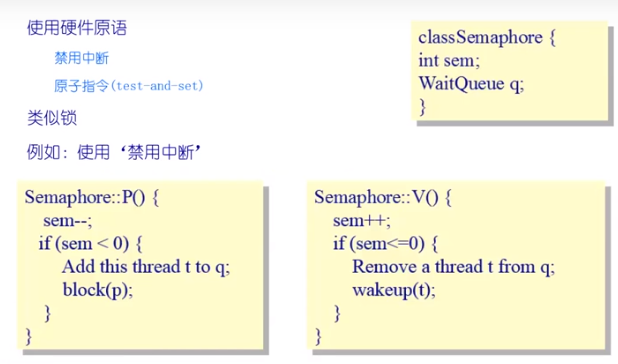 使用硬件原语
禁用中断
原子指令(test-and-set)
类似锁
例如: 使用‘禁用中断’
classSemaphore {
int sem;
WaitQueue q;
}
Semaphore::P() {
sem--;
if (sem < 0) {
Add this thread t to q;
block(p);
}
}
Semaphore::V() {
sem++;
if (sem<=0) {
Remove a thread t from q;
wakeup(t);
}
}